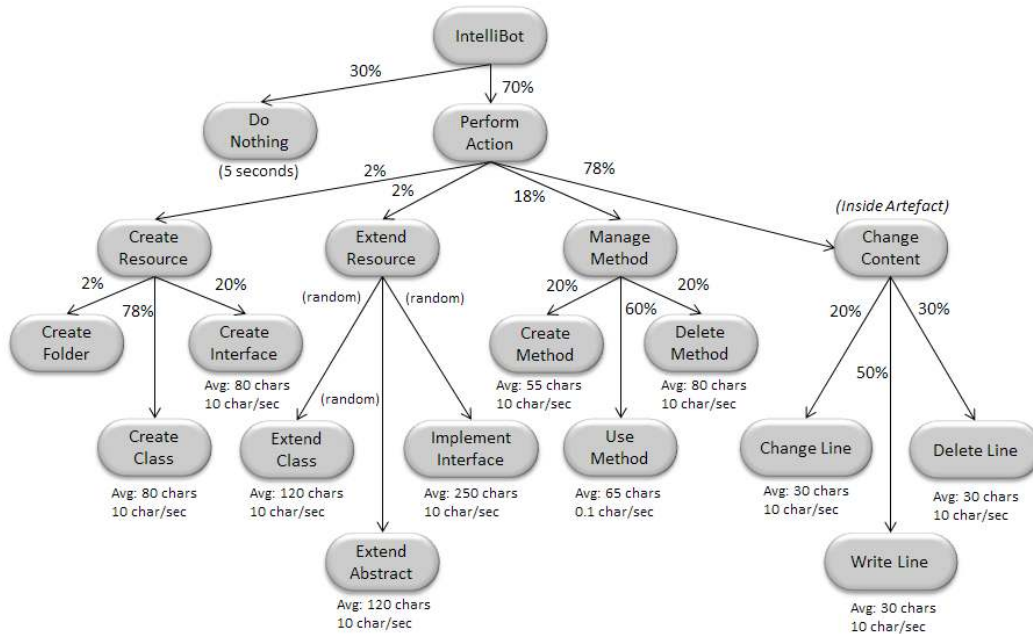 IntelliBot
30%
70%
Do
Nothing
(5 seconds)
Perform
Action
2%
2%
18%
78%
(Inside Artefact)
Create
Resource
Extend
Resource
Manage
Method
Change
Content
2%
78%
20%
(random)
(random)
(random)
20%
60%
20%
20%
50%
30%
Create
Folder
Create
Interface
Avg: 80 chars
10 char/sec
Create
Method
Avg: 55 chars
10 char/sec
Delete
Method
Avg: 80 chars
10 char/sec
Create
Class
Avg: 80 chars
10 char/sec
Extend
Class
Avg: 120 chars
10 char/sec
Implement
Interface
Avg: 250 chars
10 char/sec
Use
Method
Avg: 65 chars
0.1 char/sec
Change Line
Avg: 30 chars
10 char/sec
Delete Line
Avg: 30 chars
10 char/sec
Extend
Abstract
Avg: 120 chars
10 char/sec
Write Line
Avg: 30 chars
10 char/sec